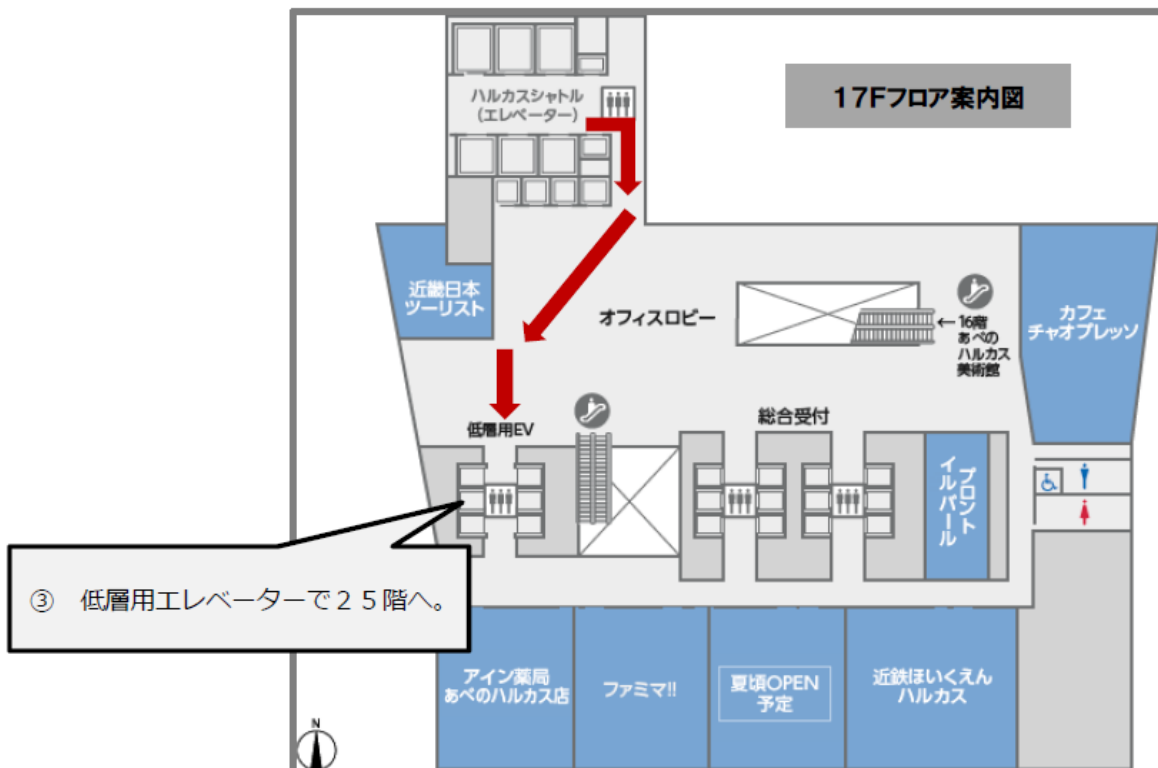 17Fフロア案内図
ハルカスシャトル
(エレベーター)
近畿日本
ツーリスト
オフィスロビー
←16階
あべの
ハルカス
美術館
カフェ
チャオプレッソ
低層用EV
総合受付
プロント
イルバール
③ 低層用エレベーターで25階へ。
アイン薬局
あべのハルカス店
ファミマ!!
夏頃OPEN
予定
近鉄ほいくえん
ハルカス
N